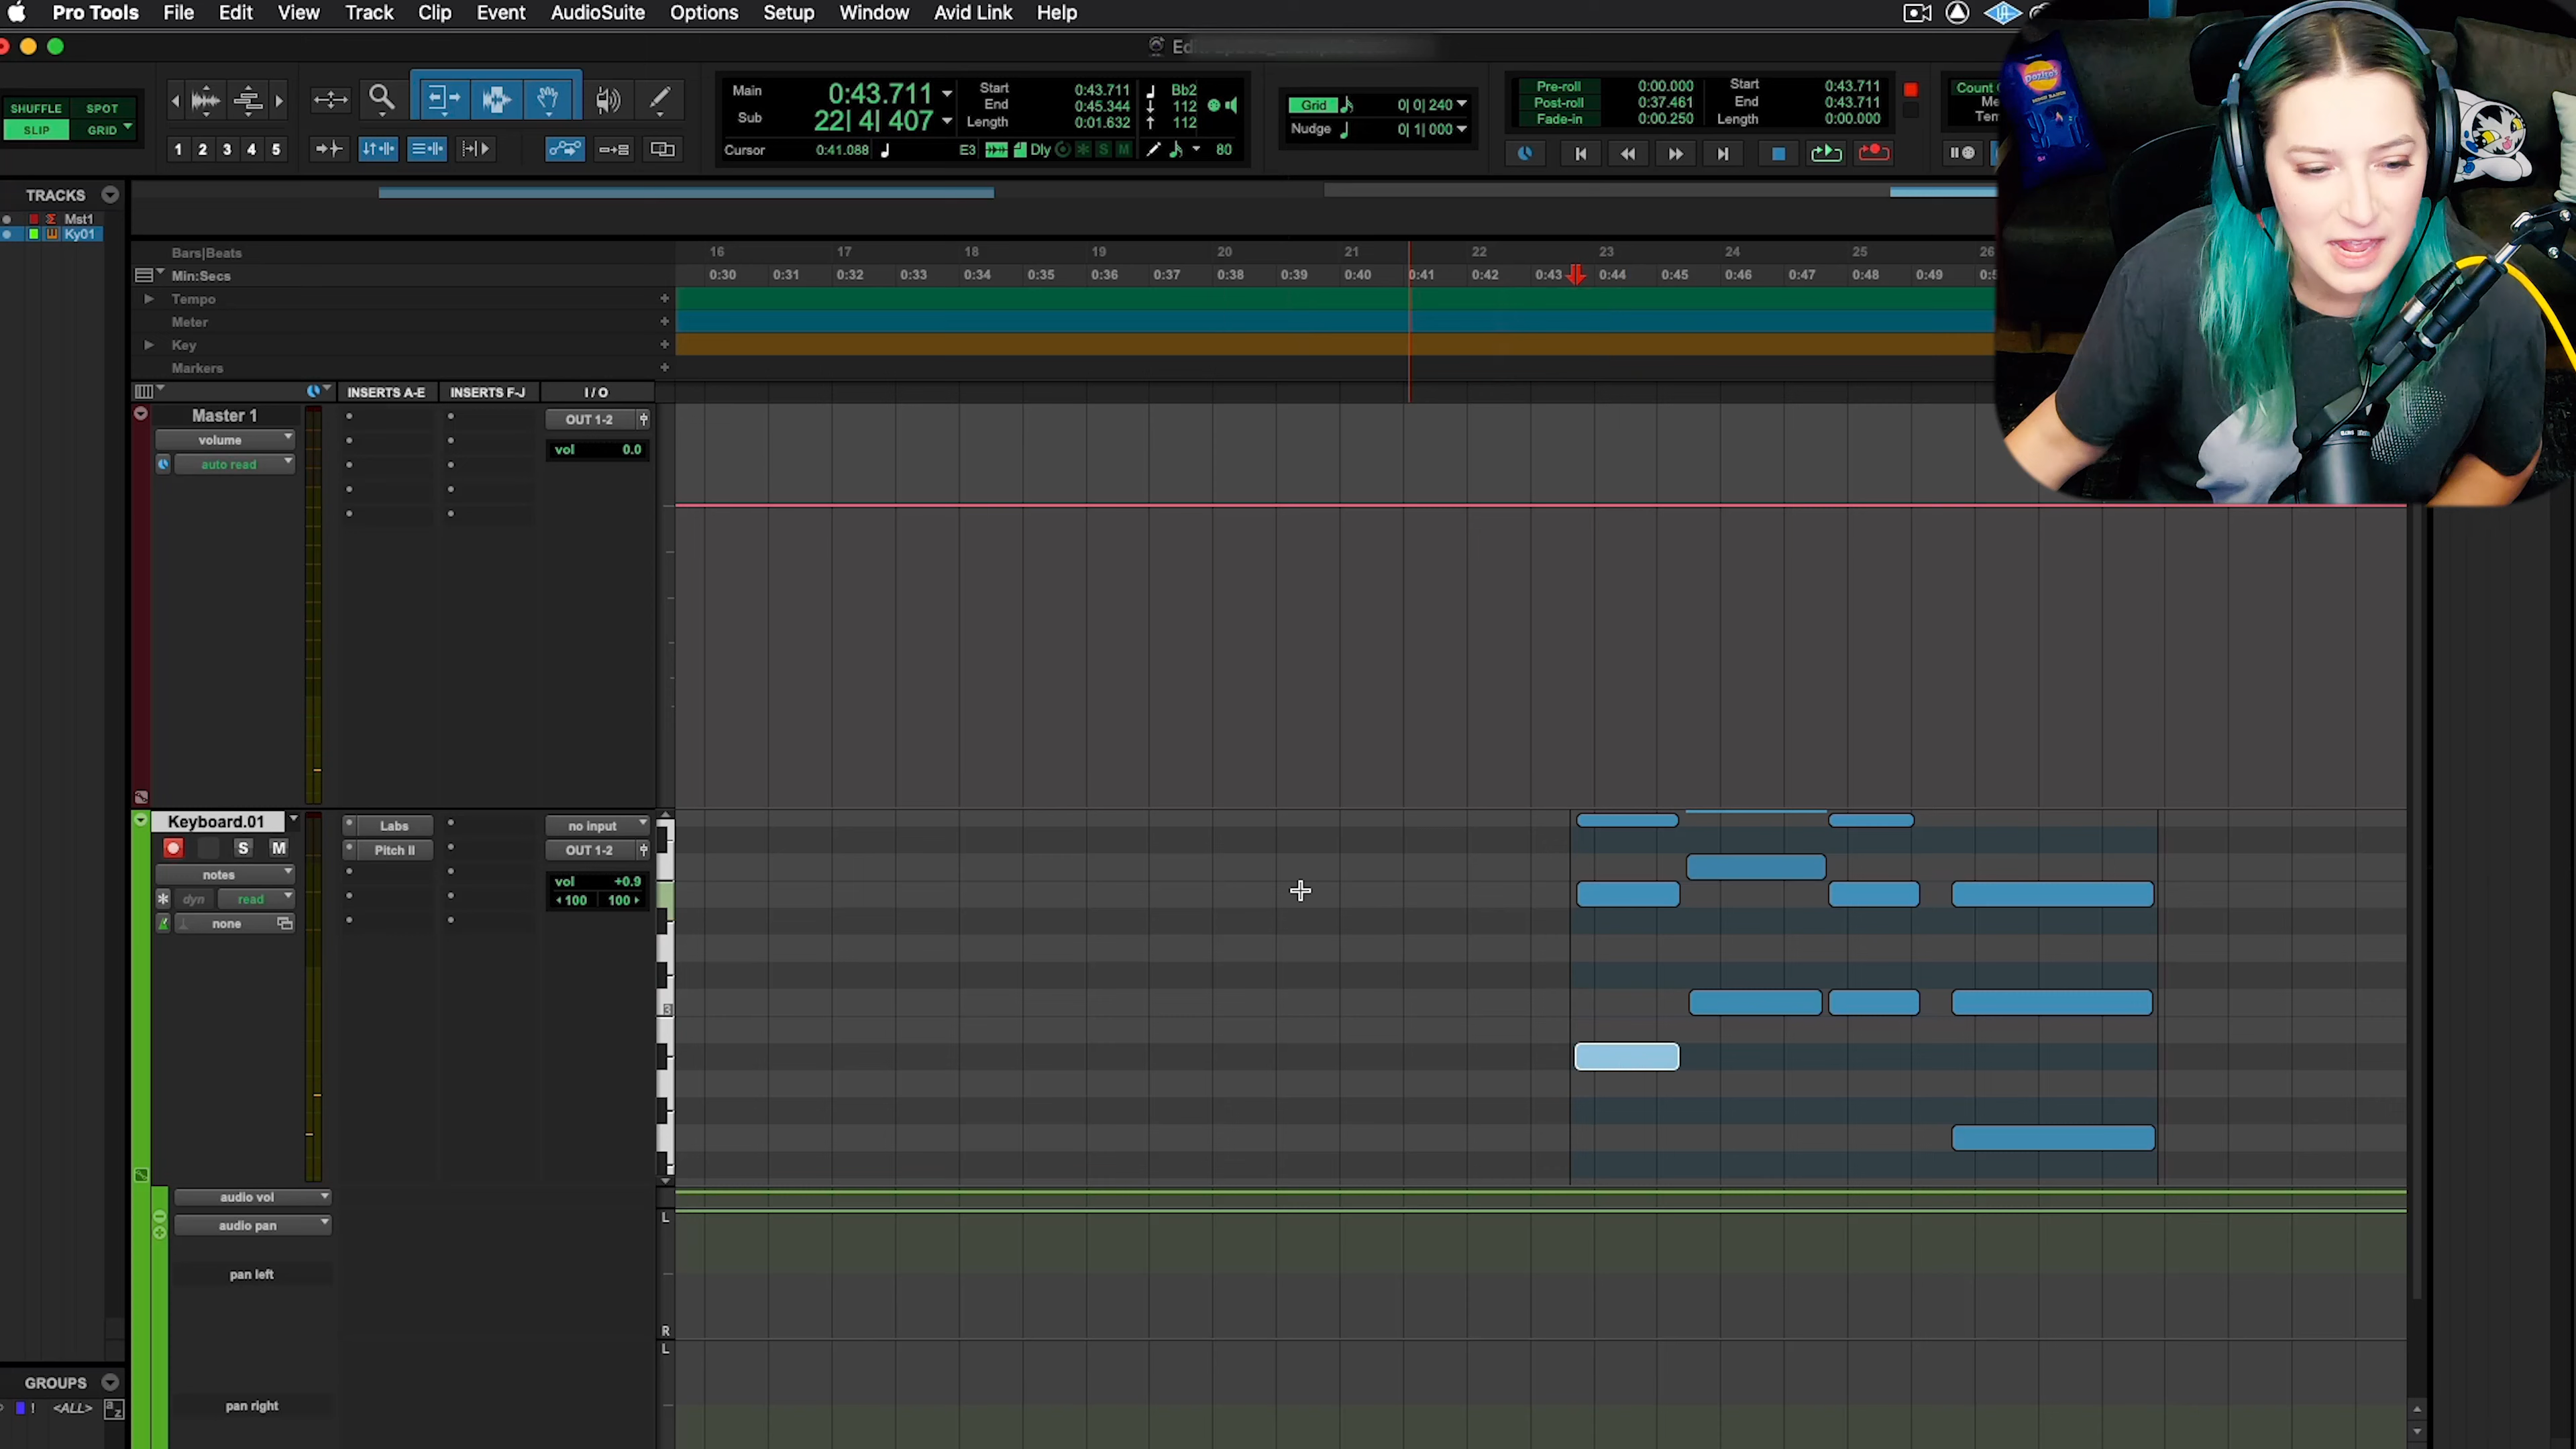 Pro Tools File Edit View Track Clip Event AudioSuite Options Setup Window Avid Link Help
SHUFFLE SPOT
SLIP GRID
1 2 3 4 5
Main 0:43.711
Sub 22| 4| 407
Cursor 0:41.088
Start 0:43.711
End 0:45.344
Length 0:01.632
Bb2
112
112
E3 Dly S M 80
Grid 0| 0| 240
Nudge 0| 1| 000
Pre-roll 0:00.000
Post-roll 0:37.461
Fade-in 0:00.250
Start 0:43.711
End 0:43.711
Length 0:00.000
Count
TRACKS
Mst1
Ky01
Bars|Beats 16 17 18 19 20 21 22 23 24 25 26
Min:Secs 0:30 0:31 0:32 0:33 0:34 0:35 0:36 0:37 0:38 0:39 0:40 0:41 0:42 0:43 0:44 0:45 0:46 0:47 0:48 0:49
Tempo
Meter
Key
Markers
INSERTS A-E INSERTS F-J I / O
Master 1
volume
auto read
OUT 1-2
vol 0.0
Keyboard.01
S M
notes
dyn read
none
Labs
Pitch II
no input
OUT 1-2
vol +0.9
100 100
3
audio vol
audio pan
pan left
L
R
L
pan right
GROUPS
! <ALL> a z